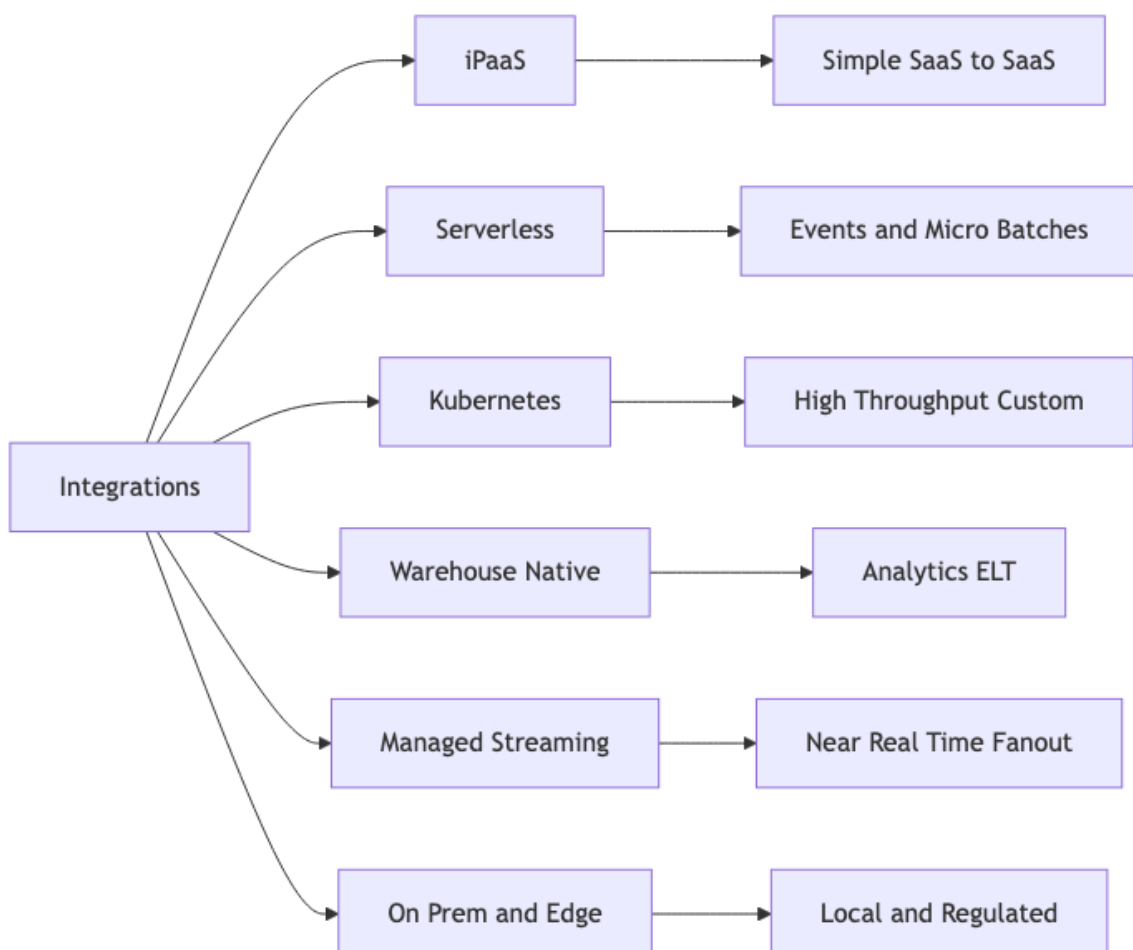 iPaaS
Simple SaaS to SaaS
Serverless
Events and Micro Batches
Kubernetes
High Throughput Custom
Integrations
Warehouse Native
Analytics ELT
Managed Streaming
Near Real Time Fanout
On Prem and Edge
Local and Regulated